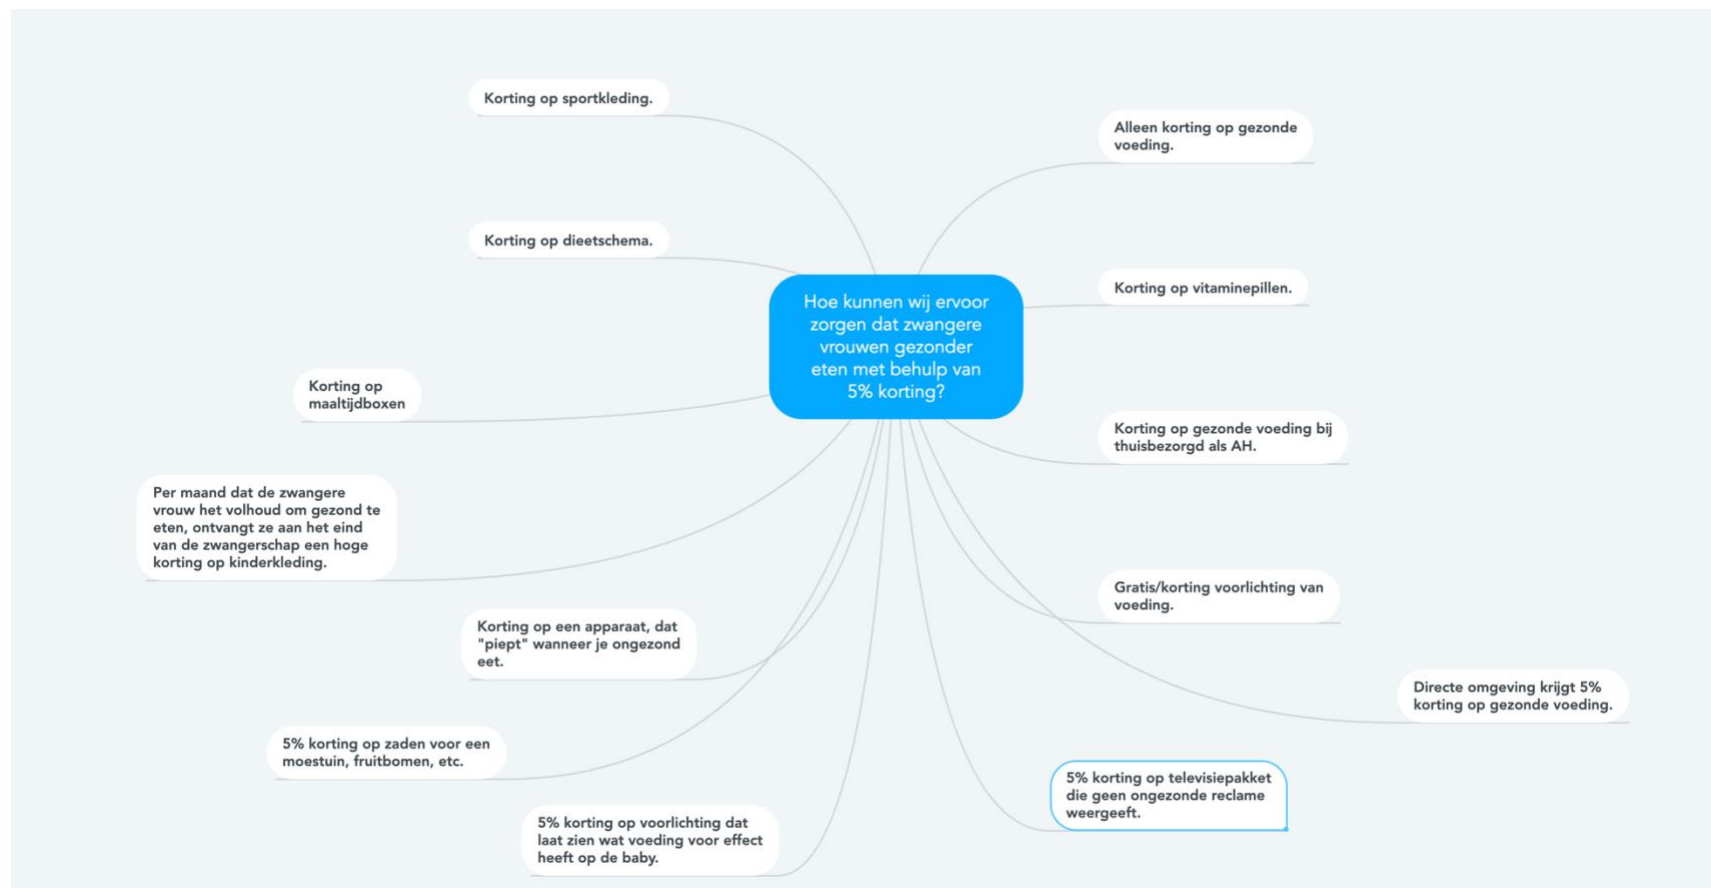 Hoe kunnen wij ervoor
zorgen dat zwangere
vrouwen gezonder
eten met behulp van
5% korting?
Korting op sportkleding.
Korting op dieetschema.
Korting op
maaltijdboxen
Per maand dat de zwangere
vrouw het volhoud om gezond te
eten, ontvangt ze aan het eind
van de zwangerschap een hoge
korting op kinderkleding.
Korting op een apparaat, dat
"piept" wanneer je ongezond
eet.
5% korting op zaden voor een
moestuin, fruitbomen, etc.
5% korting op voorlichting dat
laat zien wat voeding voor effect
heeft op de baby.
Alleen korting op gezonde
voeding.
Korting op vitaminepillen.
Korting op gezonde voeding bij
thuisbezorgd als AH.
Gratis/korting voorlichting van
voeding.
Directe omgeving krijgt 5%
korting op gezonde voeding.
5% korting op televisiepakket
die geen ongezonde reclame
weergeeft.